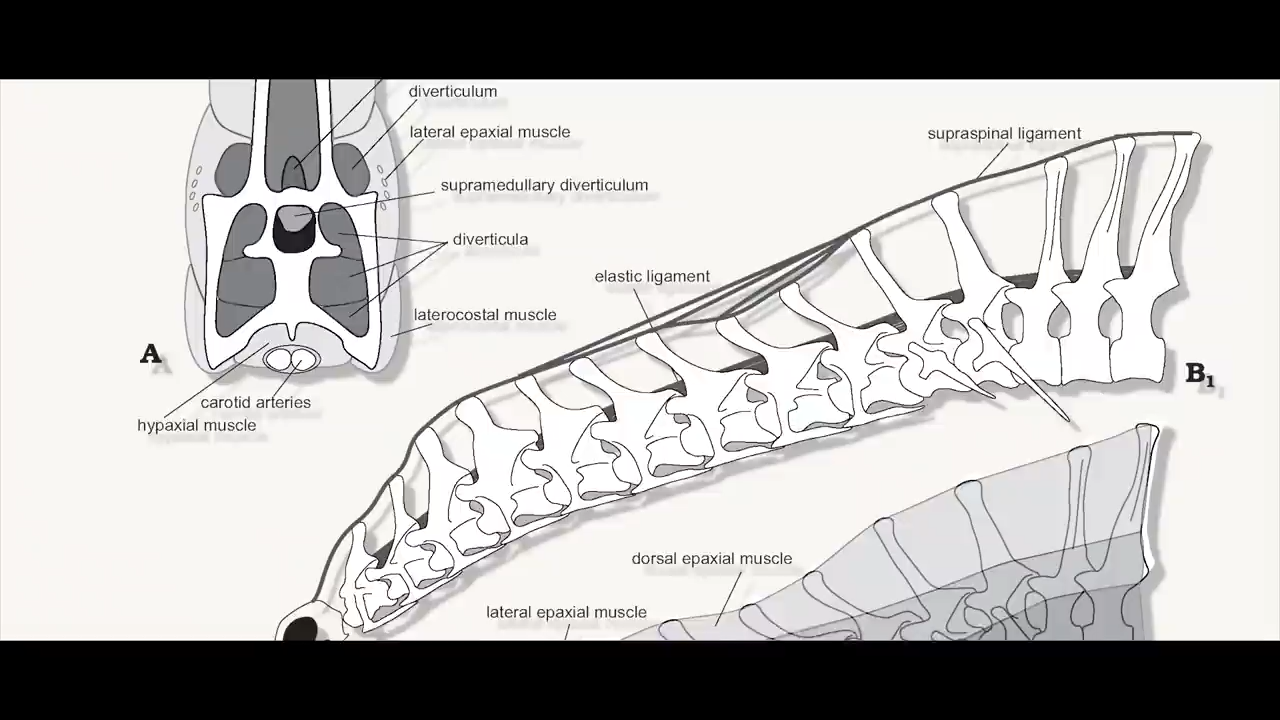 diverticulum
lateral epaxial muscle
supramedullary diverticulum
diverticula
laterocostal muscle
A
carotid arteries
hypaxial muscle
supraspinal ligament
elastic ligament
B1
dorsal epaxial muscle
lateral epaxial muscle